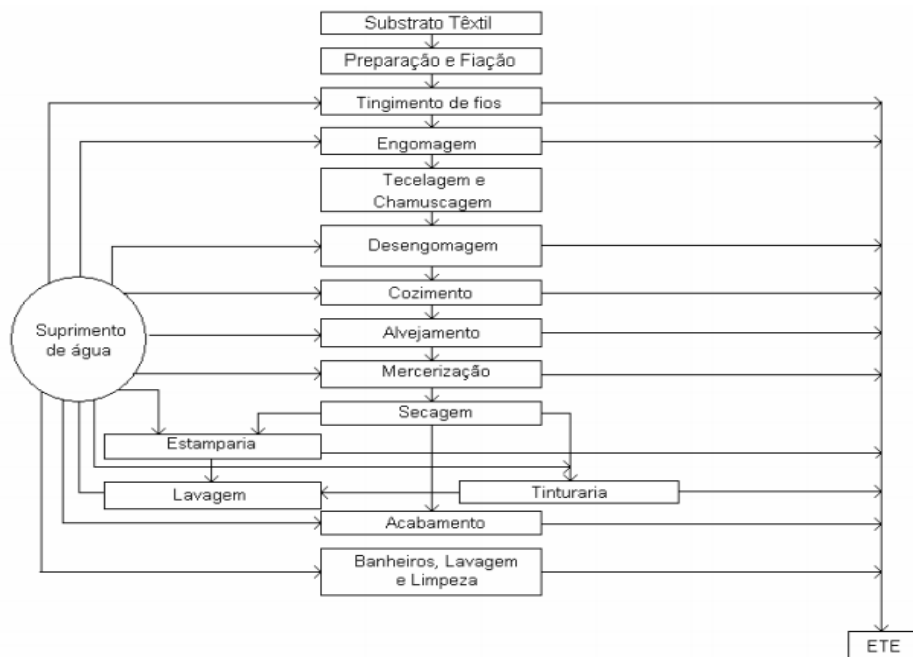 Substrato Têxtil
Preparação e Fiação
Tingimento de fios
Engomagem
Tecelagem e
Chamuscagem
Desengomagem
Cozimento
Suprimento
de água
Alvejamento
Mercerização
Secagem
Estamparia
Lavagem
Tinturaria
Acabamento
Banheiros, Lavagem
e Limpeza
ETE